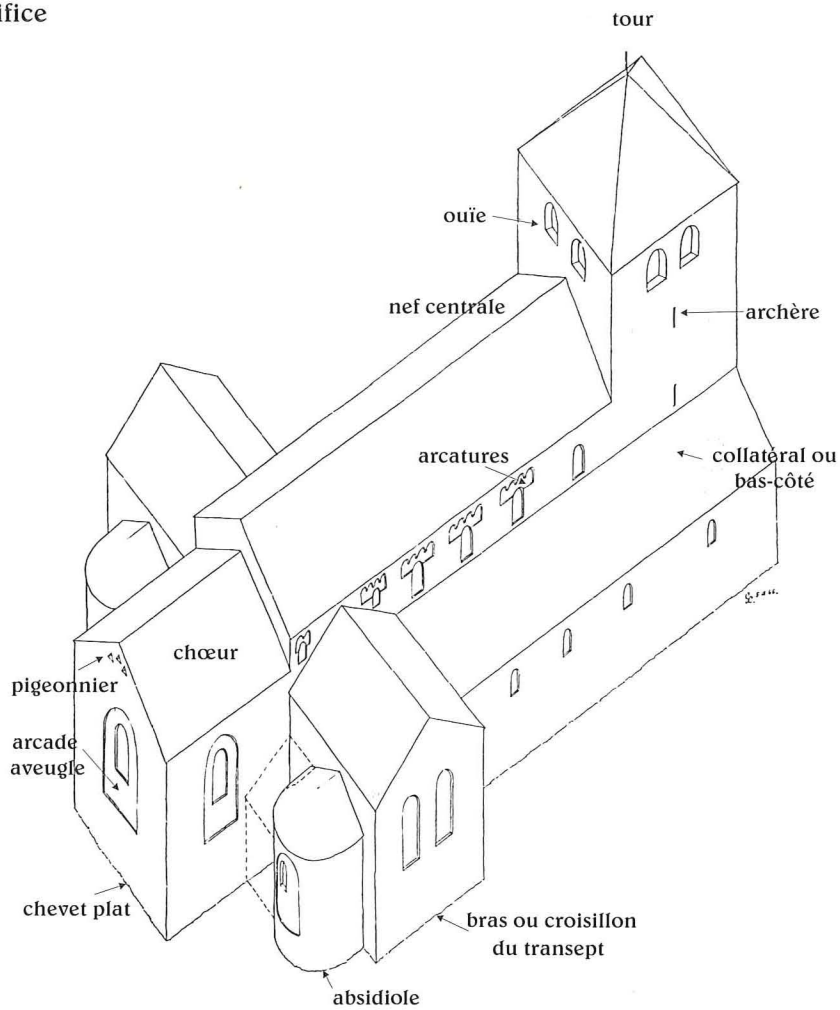 ifice
tour
ouïe
nef centrale
archère
arcatures
collatéral ou
bas-côté
chœur
pigeonnier
arcade
aveugle
chevet plat
bras ou croisillon
du transept
absidiole